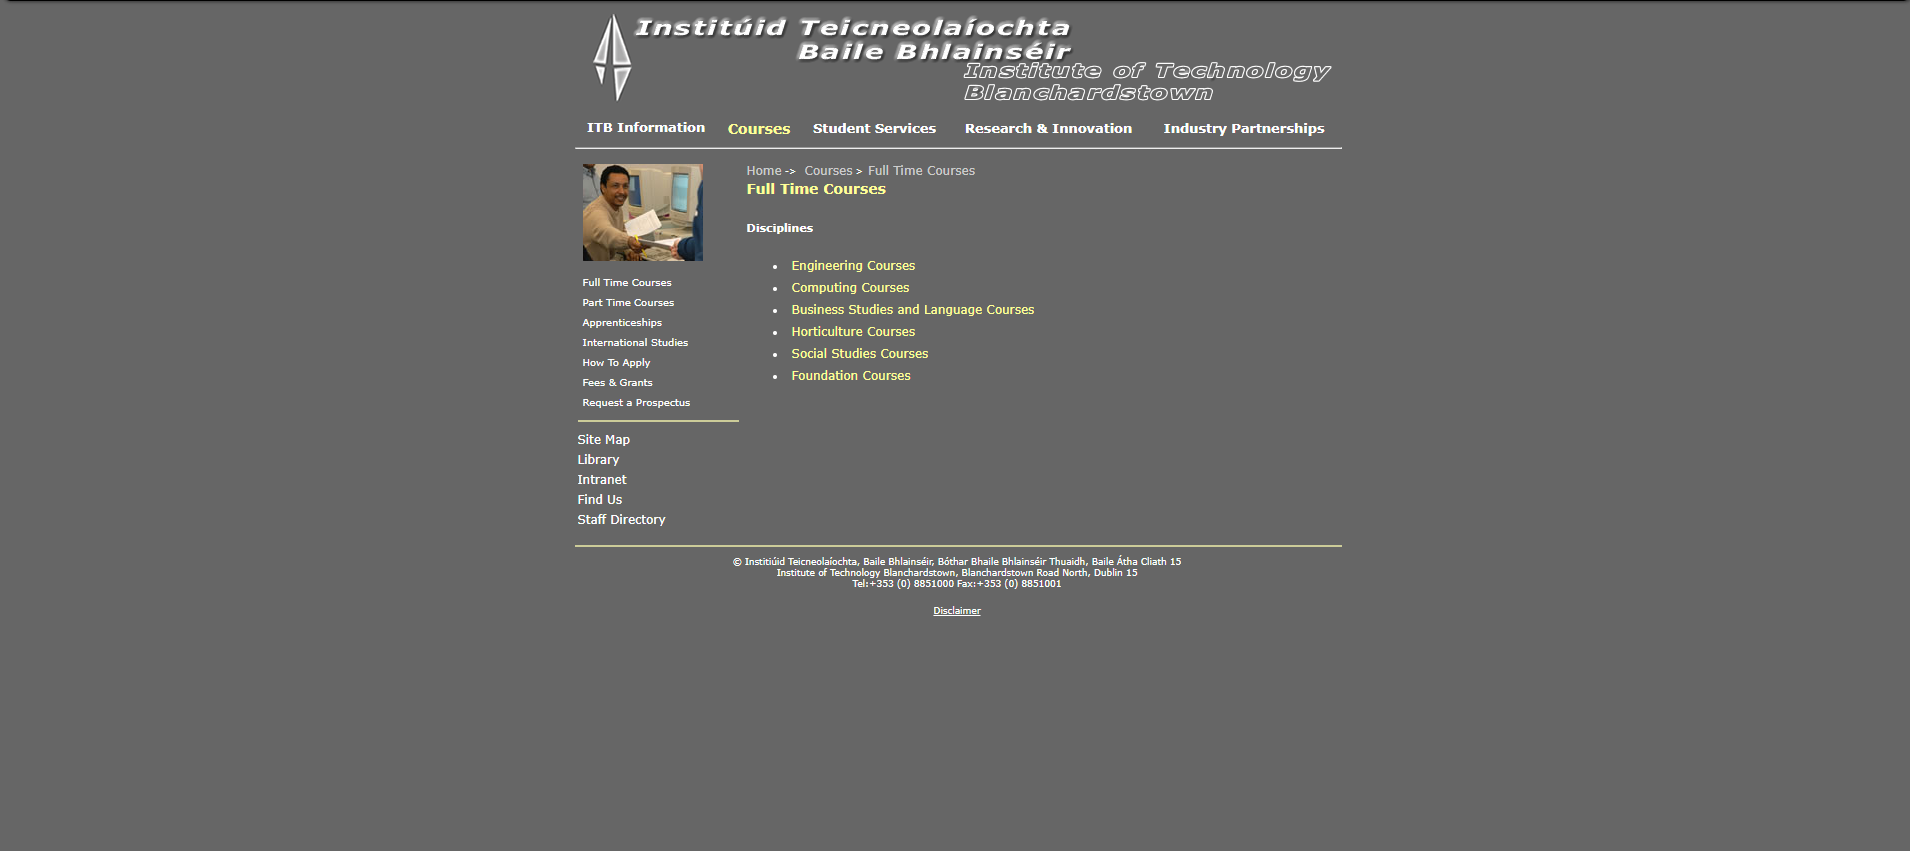 Institúid Teicneolaíochta
Baile Bhlainséir
Institute of Technology
Blanchardstown
ITB Information Courses Student Services Research & Innovation Industry Partnerships
Home -> Courses > Full Time Courses
Full Time Courses
Disciplines
Engineering Courses
Computing Courses
Business Studies and Language Courses
Horticulture Courses
Social Studies Courses
Foundation Courses
Full Time Courses
Part Time Courses
Apprenticeships
International Studies
How To Apply
Fees & Grants
Request a Prospectus
Site Map
Library
Intranet
Find Us
Staff Directory
© Institiúid Teicneolaíochta, Baile Bhlainséir, Bóthar Bhaile Bhlainséir Thuaidh, Baile Átha Cliath 15
Institute of Technology Blanchardstown, Blanchardstown Road North, Dublin 15
Tel:+353 (0) 8851000 Fax:+353 (0) 8851001
Disclaimer